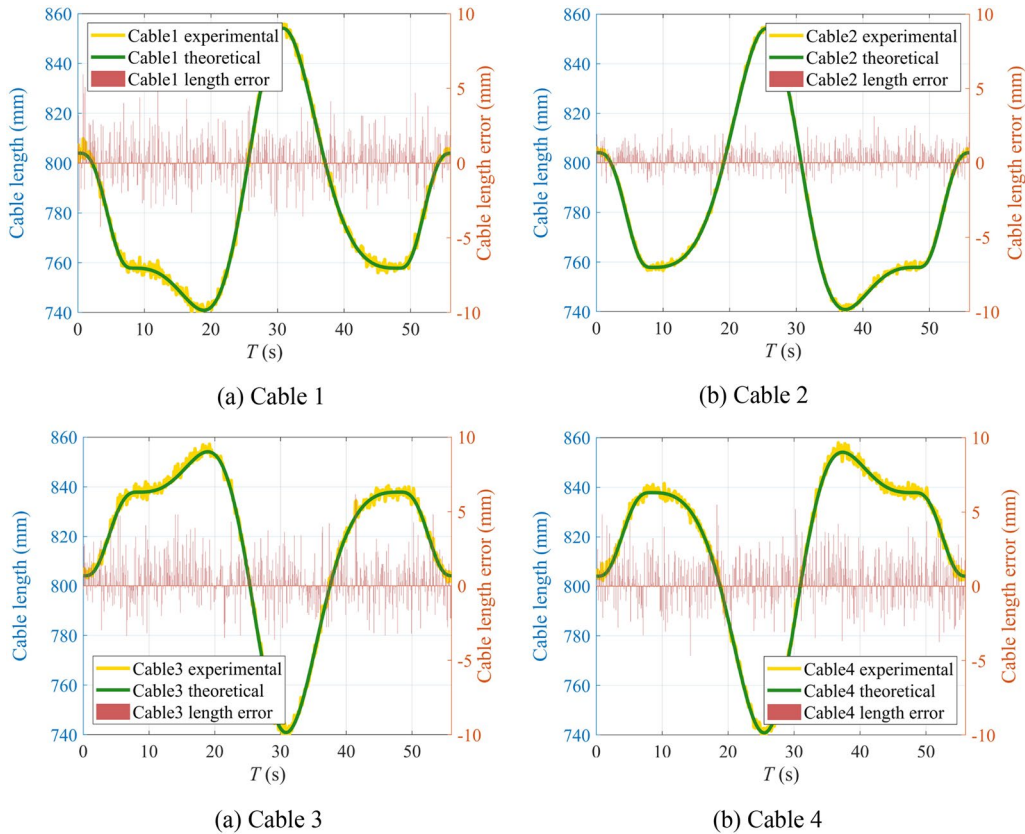 860
840
820
800
780
760
740
Cable length (mm)
Cable1 experimental
Cable1 theoretical
Cable1 length error
10
5
0
-5
-10
Cable length error (mm)
0 10 20 30 40 50
T (s)
(a) Cable 1
860
840
820
800
780
760
740
Cable length (mm)
Cable2 experimental
Cable2 theoretical
Cable2 length error
10
5
0
-5
-10
Cable length error (mm)
0 10 20 30 40 50
T (s)
(b) Cable 2
860
840
820
800
780
760
740
Cable length (mm)
Cable3 experimental
Cable3 theoretical
Cable3 length error
10
5
0
-5
-10
Cable length error (mm)
0 10 20 30 40 50
T (s)
(a) Cable 3
860
840
820
800
780
760
740
Cable length (mm)
Cable4 experimental
Cable4 theoretical
Cable4 length error
10
5
0
-5
-10
Cable length error (mm)
0 10 20 30 40 50
T (s)
(b) Cable 4